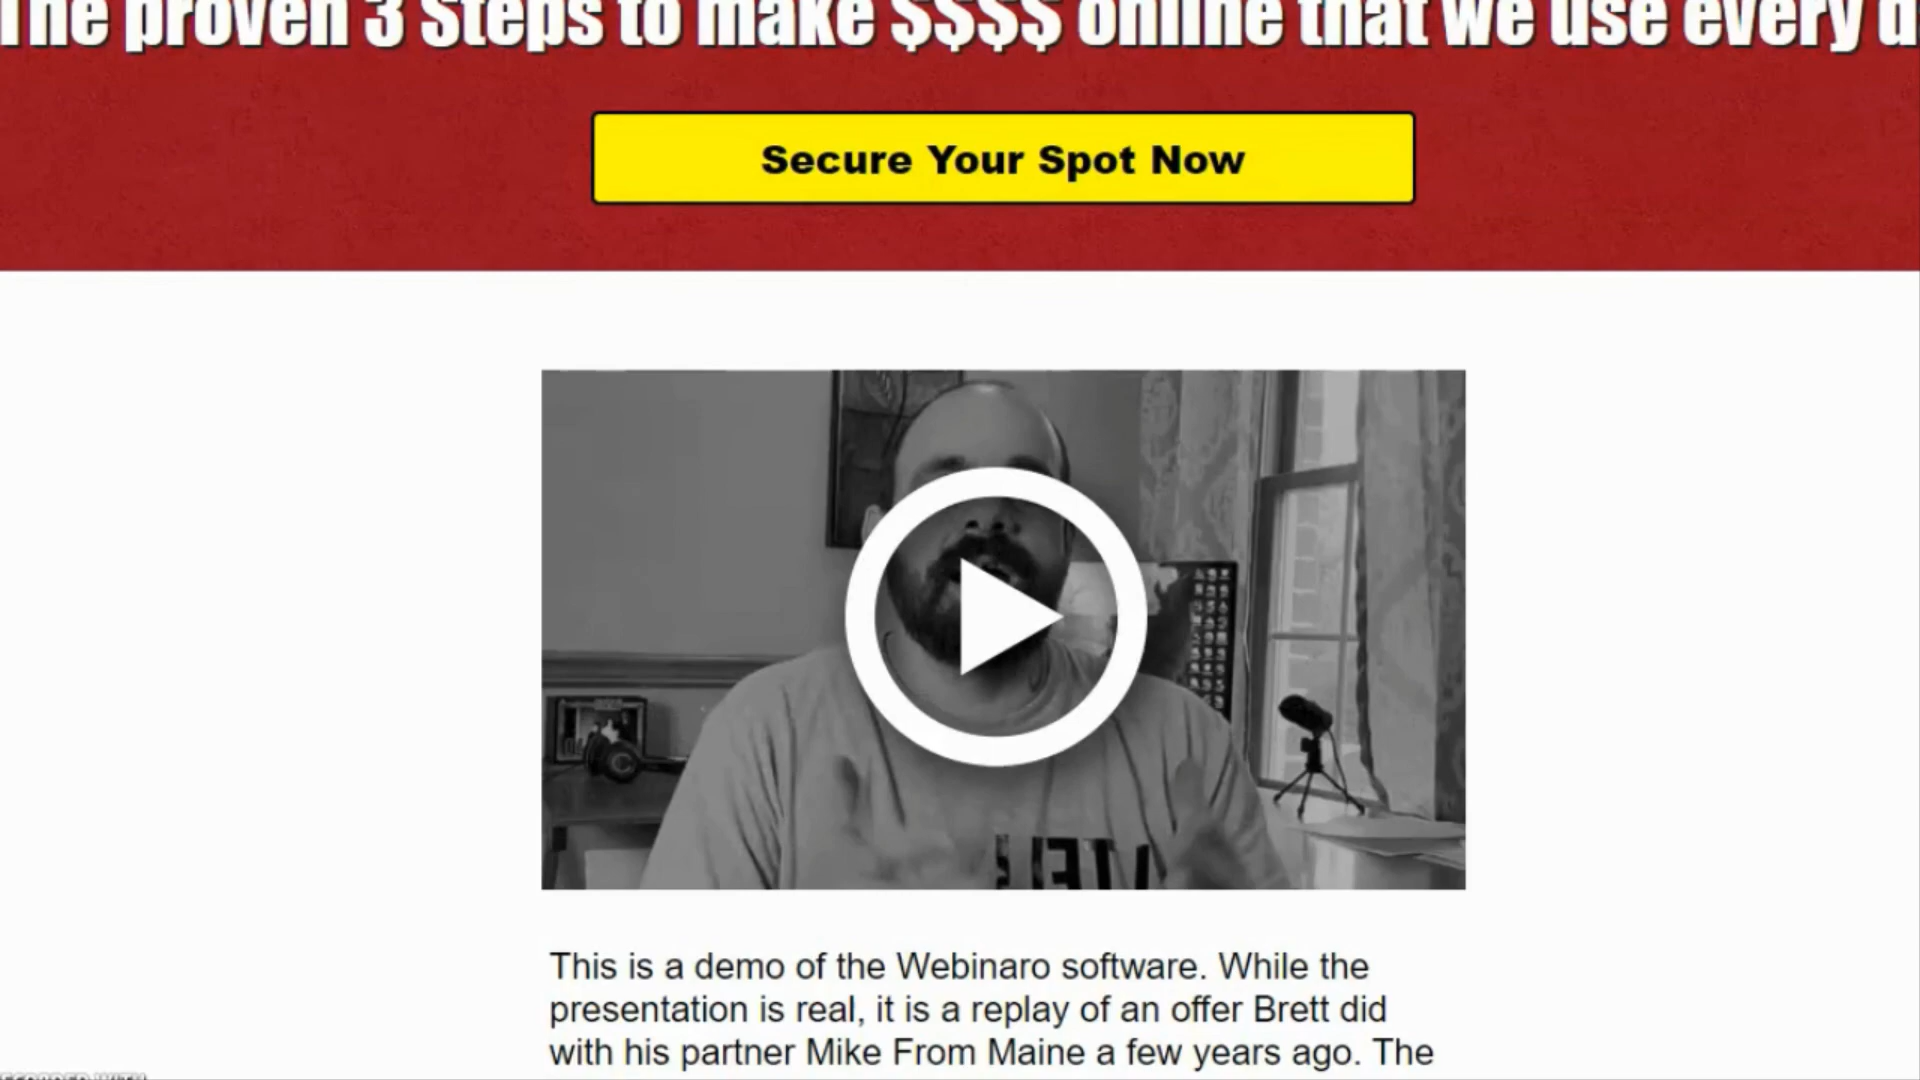 The proven 3 Steps to make $$$$ online that we use every d
Secure Your Spot Now
This is a demo of the Webinaro software. While the
presentation is real, it is a replay of an offer Brett did
with his partner Mike From Maine a few years ago. The